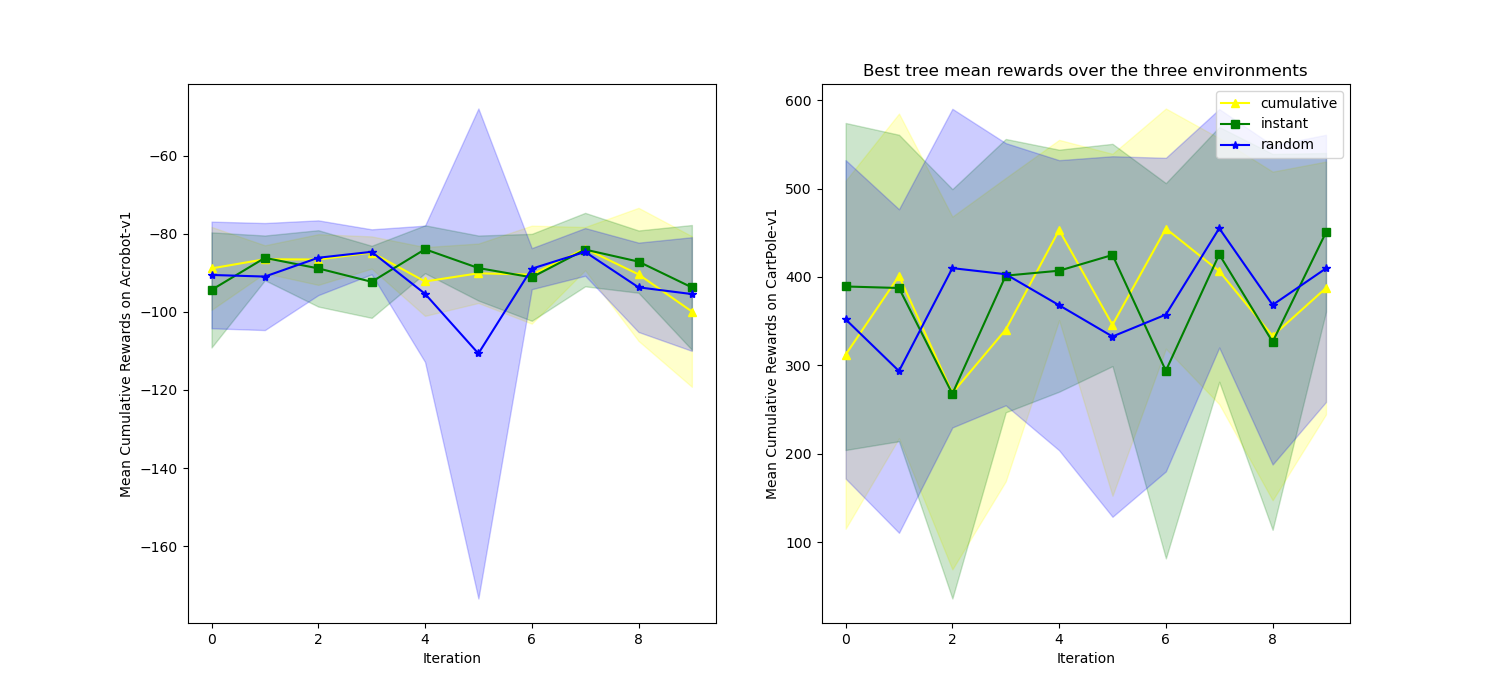 Best tree mean rewards over the three environments
Mean Cumulative Rewards on Acrobot-v1
−60
−80
−100
−120
−140
−160
0 2 4 6 8
Iteration
Mean Cumulative Rewards on CartPole-v1
600
500
400
300
200
100
0 2 4 6 8
Iteration
cumulative
instant
random